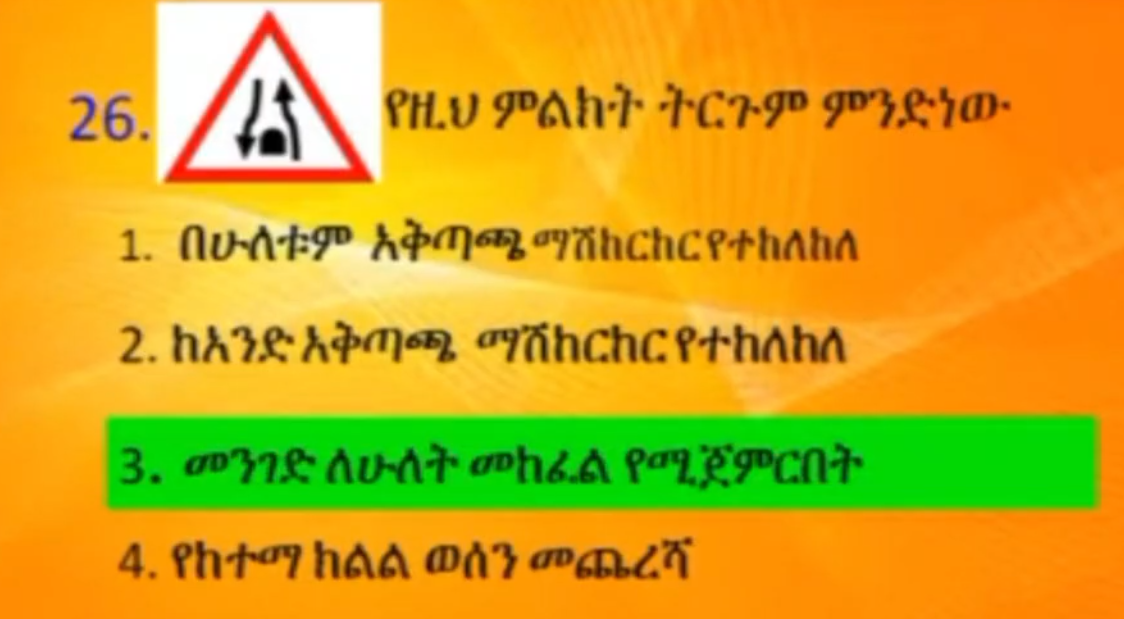 26. የዚህ ምልክት ትርጉም ምንድነው
1. በሁለቱም አቅጣጫ ማሽከርከር የተከለከለ
2. ከአንድ አቅጣጫ ማሽከርከር የተከለከለ
3. መንገድ ለሁለት መከፈል የሚጀምርበት
4. የከተማ ክልል ወሰን መጨረሻ